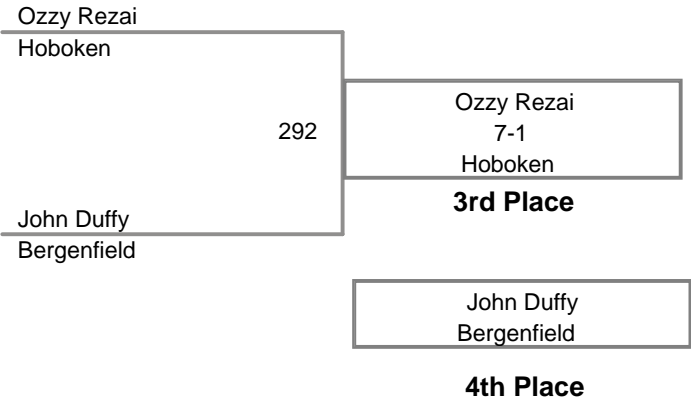 Ozzy Rezai
Hoboken
292
Ozzy Rezai
7-1
Hoboken
3rd Place
John Duffy
Bergenfield
John Duffy
Bergenfield
4th Place